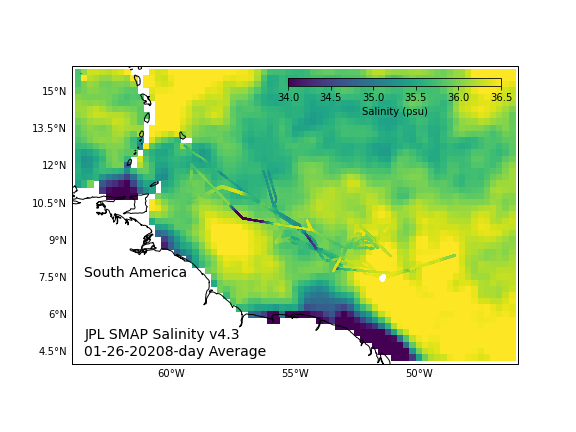 15°N
13.5°N
12°N
10.5°N
9°N
7.5°N
6°N
4.5°N
34.0 34.5 35.0 35.5 36.0 36.5
Salinity (psu)
South America
JPL SMAP Salinity v4.3
01-26-20208-day Average
60°W 55°W 50°W